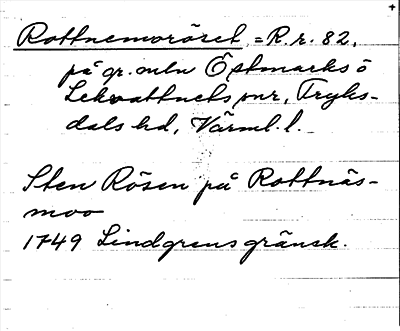 Rottnemoröset, = R.r. 82,
på gr. mln Östmarks o
Lekvattnets snr, Fryks-
dals hd, Värml. l.
Sten Rösen på Rottnäs-
moo
1749 Lindgrens gränsk.